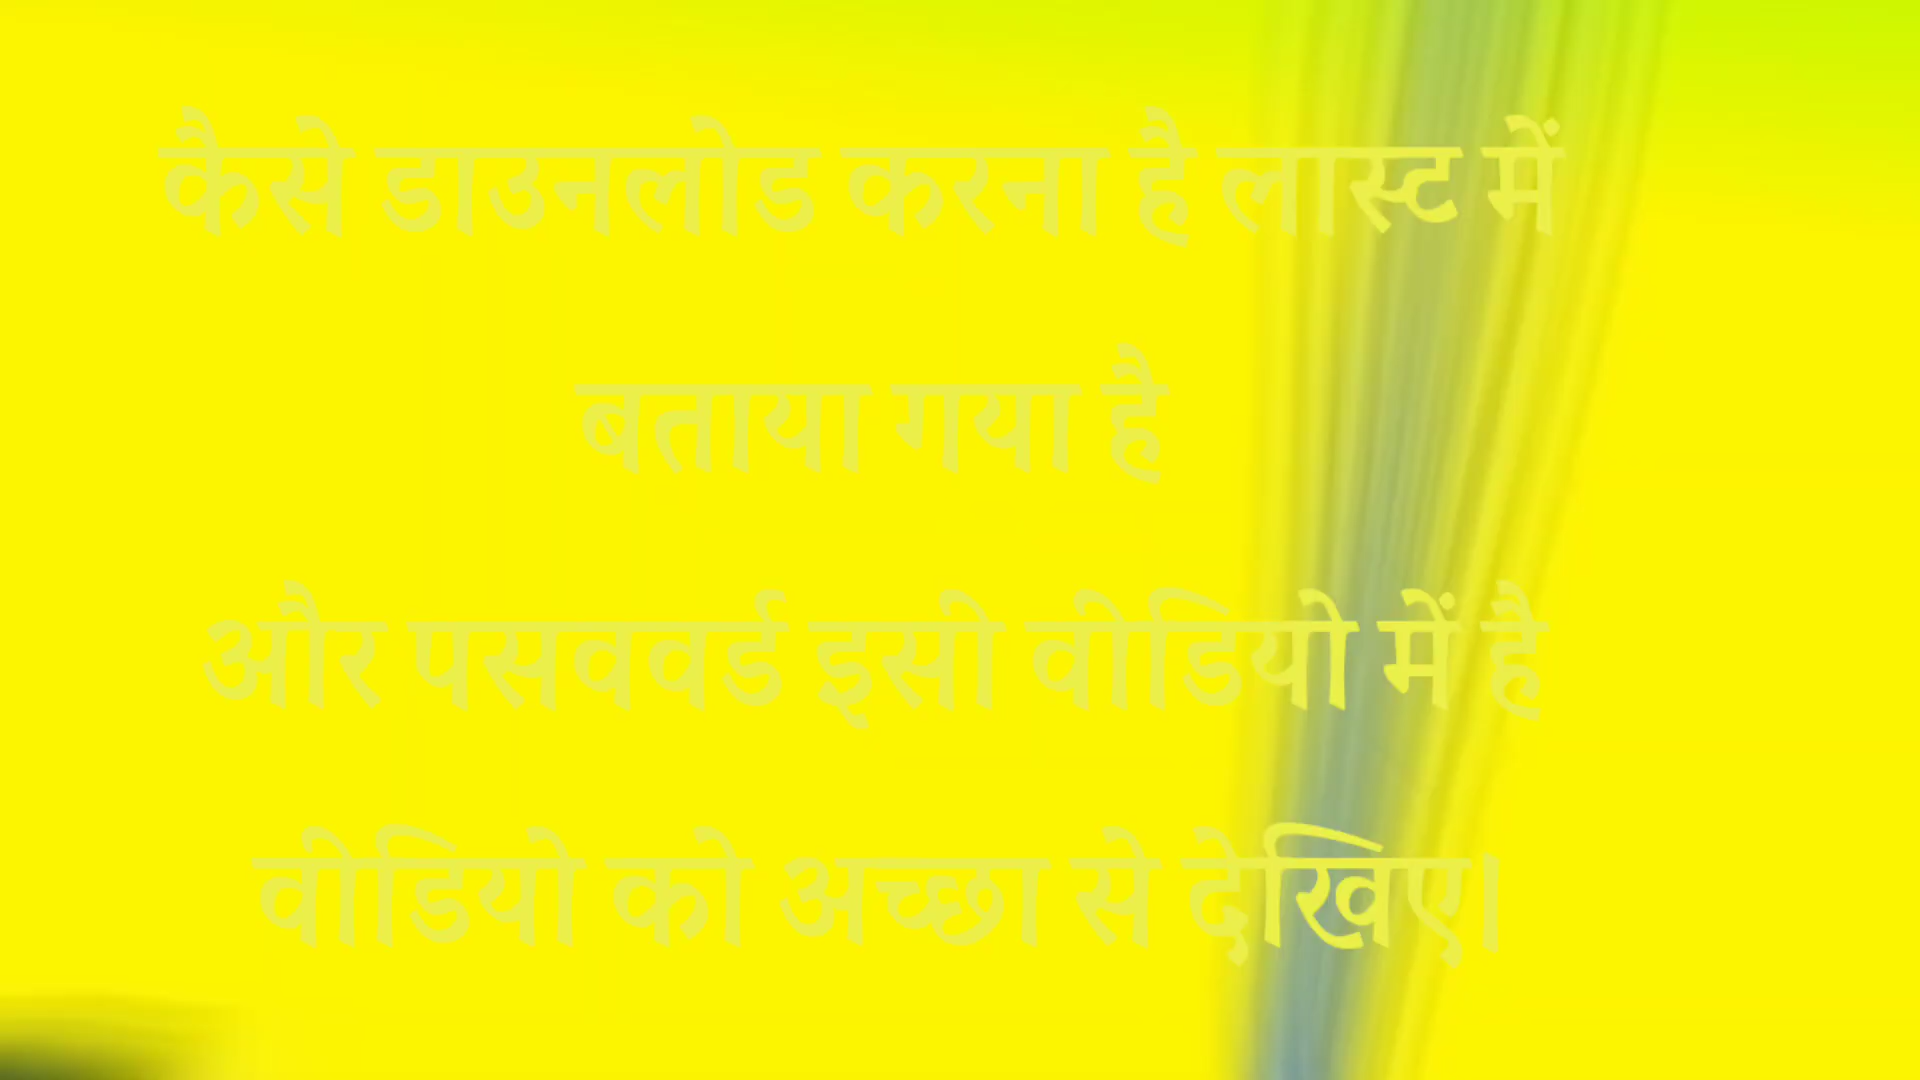 कैसे डाउनलोड करना है लास्ट में
बताया गया है
और पसववर्ड इसी वीडियो में है
वीडियो को अच्छा से देखिए।